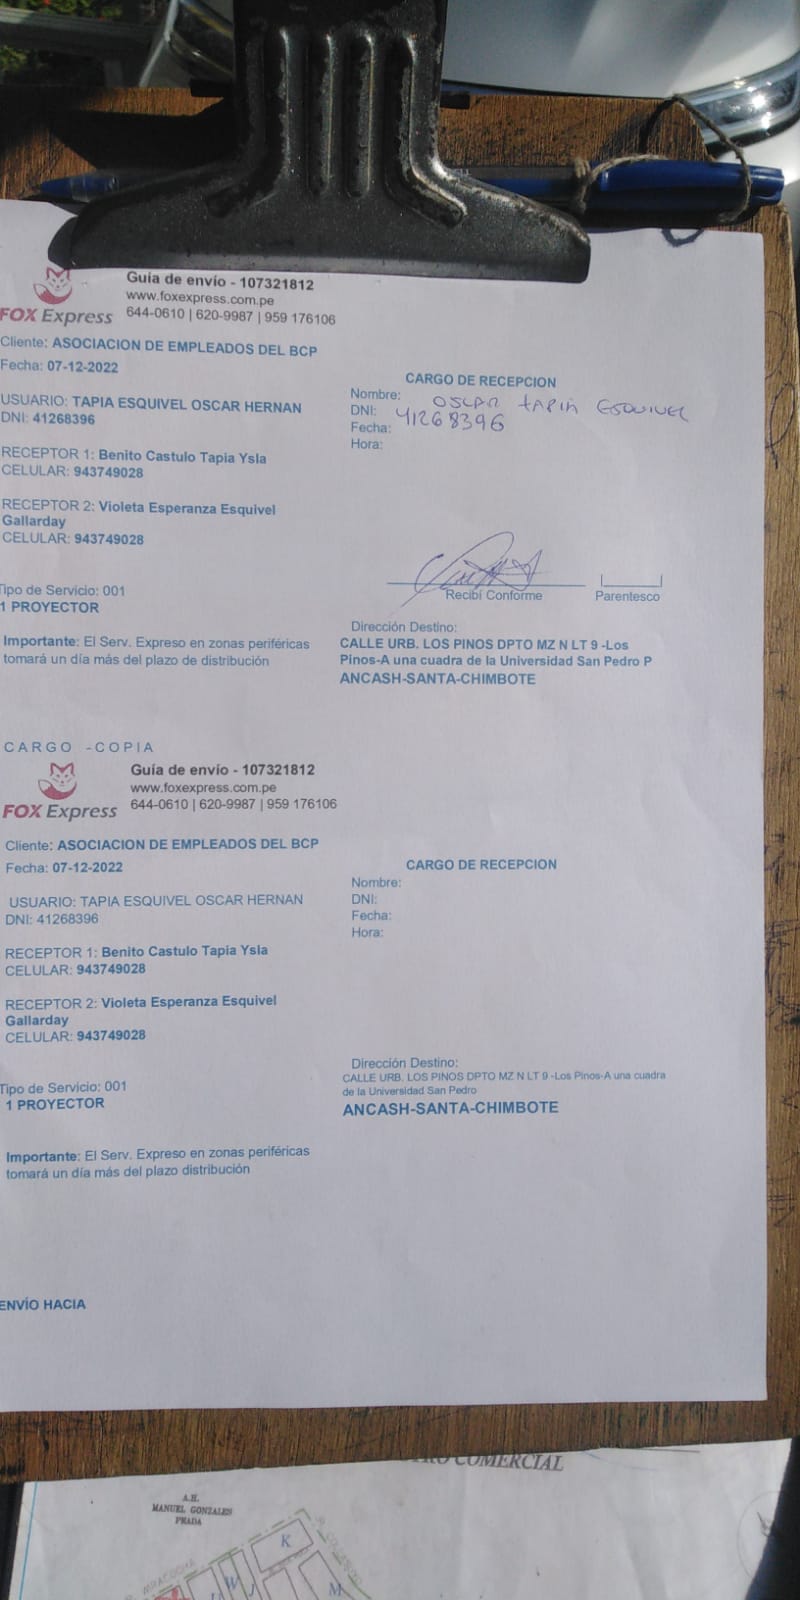 Guía de envío - 107321812
www.foxexpress.com.pe
FOX Express 644-0610 | 620-9987 | 959 176106
Cliente: ASOCIACION DE EMPLEADOS DEL BCP
Fecha: 07-12-2022
CARGO DE RECEPCION
USUARIO: TAPIA ESQUIVEL OSCAR HERNAN
DNI: 41268396
Nombre: OSCAR TAPIA ESQUIVEL
DNI: 41268396
Fecha:
Hora:
RECEPTOR 1: Benito Castulo Tapia Ysla
CELULAR: 943749028
RECEPTOR 2: Violeta Esperanza Esquivel
Gallarday
CELULAR: 943749028
Recibí Conforme Parentesco
Tipo de Servicio: 001
1 PROYECTOR
Importante: El Serv. Expreso en zonas periféricas
tomará un día más del plazo de distribución
Dirección Destino:
CALLE URB. LOS PINOS DPTO MZ N LT 9 -Los
Pinos-A una cuadra de la Universidad San Pedro P
ANCASH-SANTA-CHIMBOTE
CARGO -COPIA
Guía de envío - 107321812
www.foxexpress.com.pe
FOX Express 644-0610 | 620-9987 | 959 176106
Cliente: ASOCIACION DE EMPLEADOS DEL BCP
Fecha: 07-12-2022
CARGO DE RECEPCION
USUARIO: TAPIA ESQUIVEL OSCAR HERNAN
DNI: 41268396
Nombre:
DNI:
Fecha:
Hora:
RECEPTOR 1: Benito Castulo Tapia Ysla
CELULAR: 943749028
RECEPTOR 2: Violeta Esperanza Esquivel
Gallarday
CELULAR: 943749028
Tipo de Servicio: 001
1 PROYECTOR
Dirección Destino:
CALLE URB. LOS PINOS DPTO MZ N LT 9 -Los Pinos-A una cuadra
de la Universidad San Pedro
ANCASH-SANTA-CHIMBOTE
Importante: El Serv. Expreso en zonas periféricas
tomará un día más del plazo distribución
ENVÍO HACIA
COMERCIAL
A.H.
MANUEL GONZALES
PRADA
K
W
M